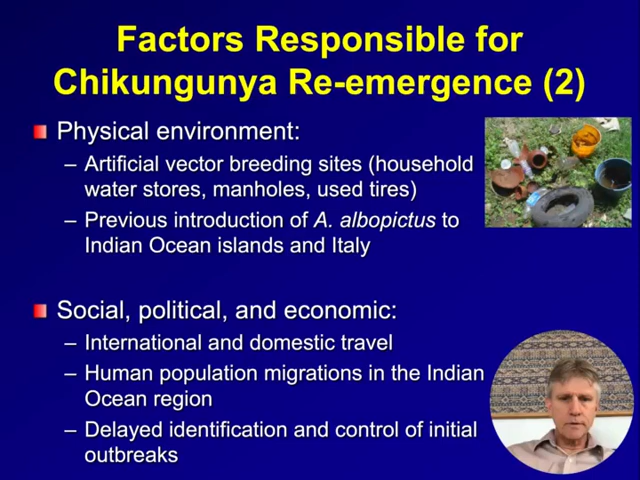 Factors Responsible for
Chikungunya Re-emergence (2)
Physical environment:
– Artificial vector breeding sites (household
water stores, manholes, used tires)
– Previous introduction of A. albopictus to
Indian Ocean islands and Italy
Social, political, and economic:
– International and domestic travel
– Human population migrations in the Indian
Ocean region
– Delayed identification and control of initial
outbreaks